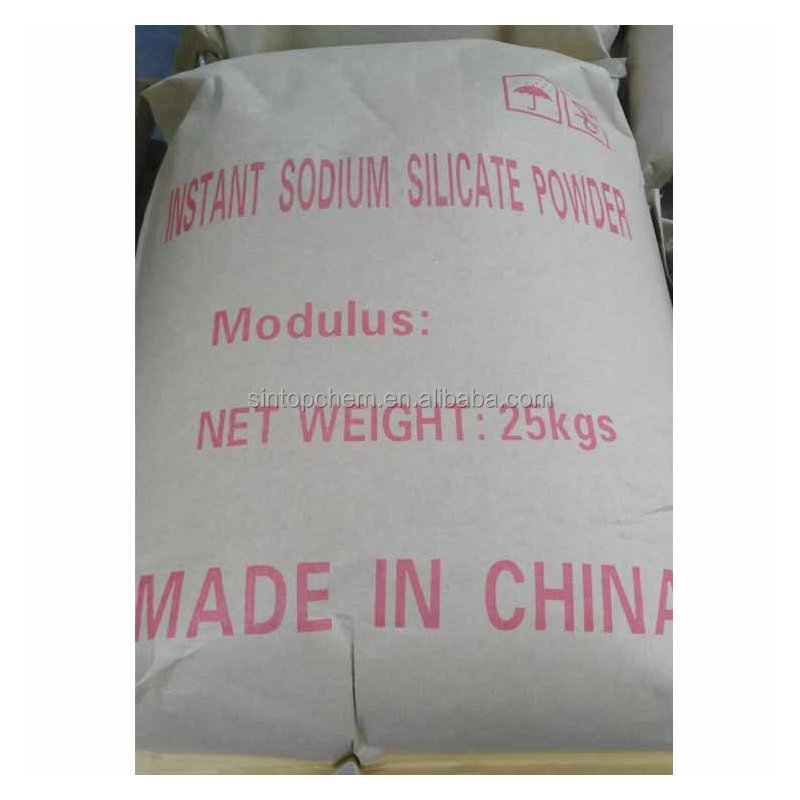 INSTANT SODIUM SILICATE POWDER
Modulus:
sintopchem.en.alibaba.com
NET WEIGHT: 25kgs
MADE IN CHINA